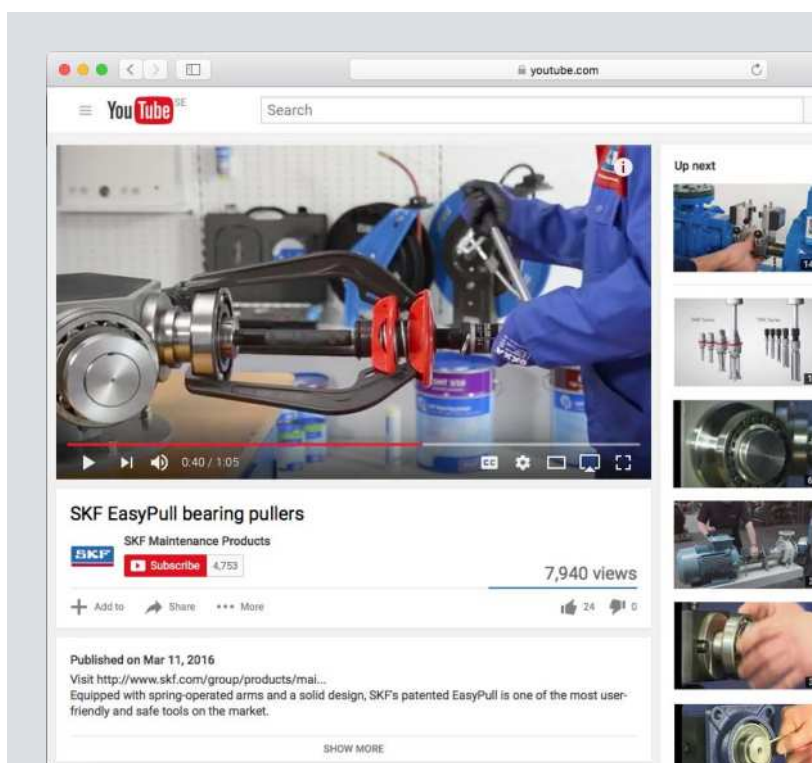 youtube.com
YouTube SE
Search
Up next
0:40 / 1:05
CC
SKF EasyPull bearing pullers
SKF Maintenance Products
SKF
Subscribe 4,753
7,940 views
Add to Share More
24 0
Published on Mar 11, 2016
Visit http://www.skf.com/group/products/mai...
Equipped with spring-operated arms and a solid design, SKF's patented EasyPull is one of the most user-
friendly and safe tools on the market.
SHOW MORE